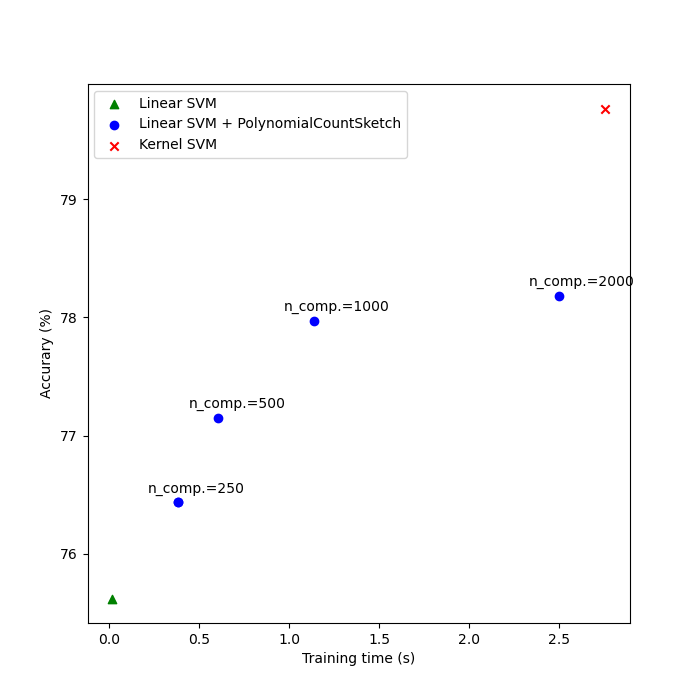 Linear SVM
Linear SVM + PolynomialCountSketch
Kernel SVM
79
n_comp.=2000
78
n_comp.=1000
n_comp.=500
77
n_comp.=250
76
Accurary (%)
0.0 0.5 1.0 1.5 2.0 2.5
Training time (s)